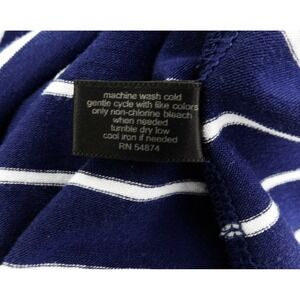 machine wash cold
gentle cycle with like colors
only non-chlorine bleach
when needed
tumble dry low
cool iron if needed
RN 54874